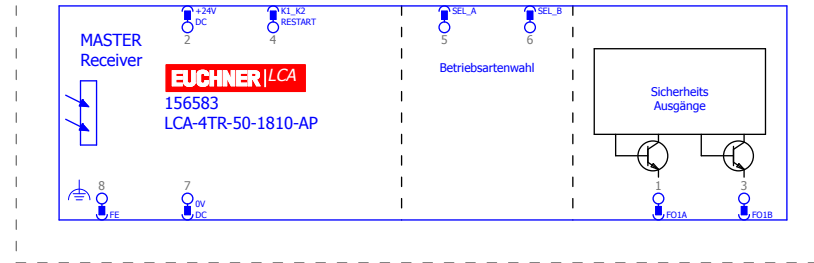 +24V
DC
2
K1_K2
RESTART
4
SEL_A
5
SEL_B
6
MASTER
Receiver
EUCHNER LCA
156583
LCA-4TR-50-1810-AP
Betriebsartenwahl
Sicherheits
Ausgänge
8
FE
7
0V
DC
1
FO1A
3
FO1B